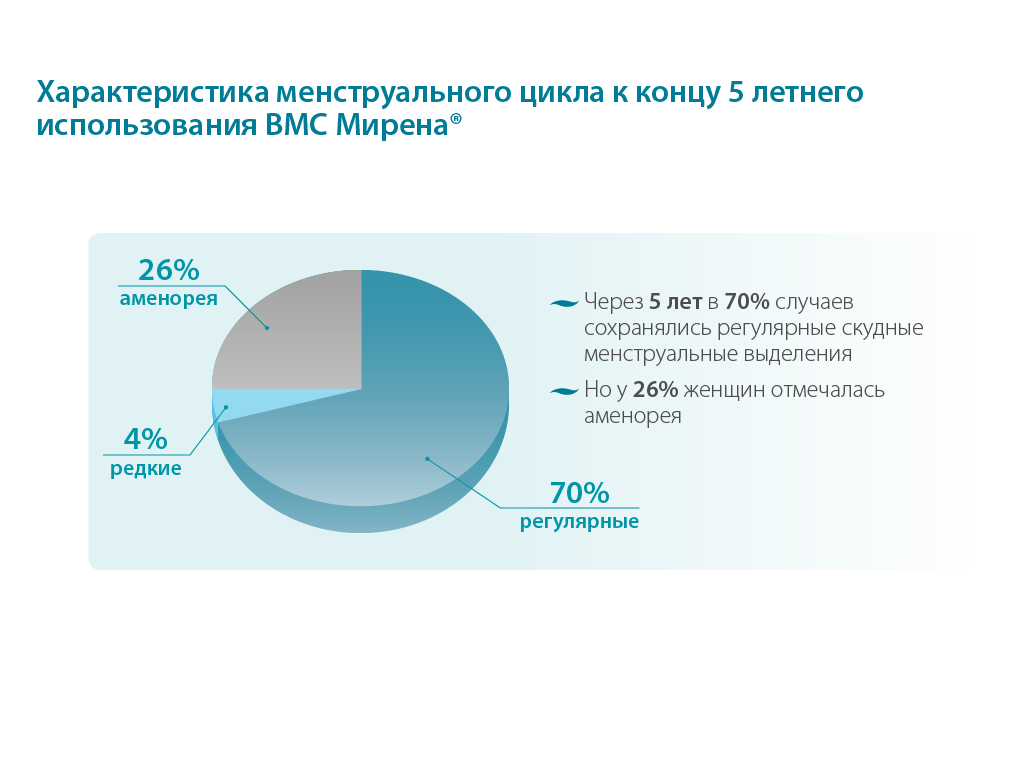 Характеристика менструального цикла к концу 5 летнего
использования ВМС Мирена®
26%
аменорея
4%
редкие
70%
регулярные
Через 5 лет в 70% случаев
сохранялись регулярные скудные
менструальные выделения
Но у 26% женщин отмечалась
аменорея